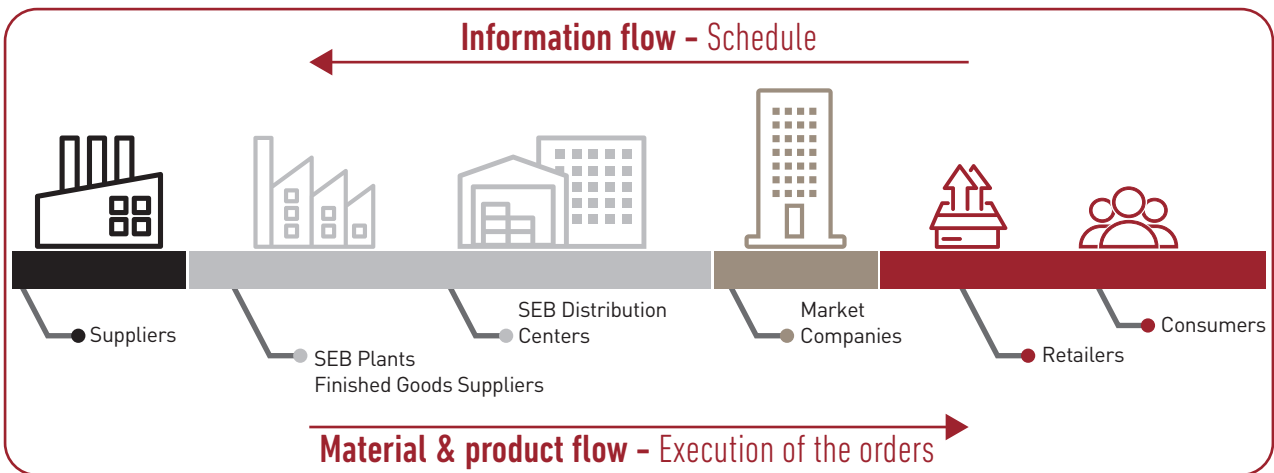 Information flow - Schedule
Suppliers
SEB Plants
Finished Goods Suppliers
SEB Distribution
Centers
Market
Companies
Retailers
Consumers
Material & product flow - Execution of the orders